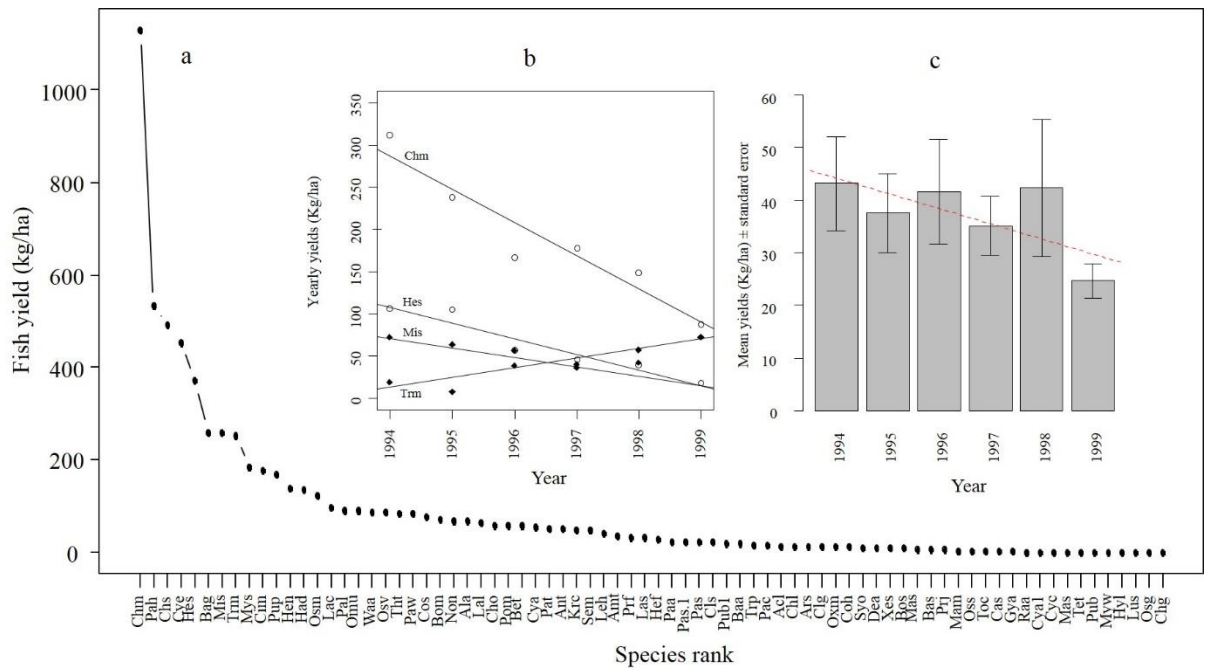 a
b
c
Fish yield (kg/ha)
1000
800
600
400
200
0
Yearly yields (Kg/ha)
350
300
250
200
150
100
50
0
Chm
Hes
Mis
Trm
1994
1995
1996
1997
1998
1999
Year
Mean yields (Kg/ha) ± standard error
60
50
40
30
20
10
0
1994
1995
1996
1997
1998
1999
Year
Chm
Pah
Chs
Cye
Hes
Bag
Mis
Trm
Mys
Cim
Pup
Hen
Had
Osm
Lac
Pal
Omu
Waa
Osv
Tht
Paw
Cos
Bom
Non
Ala
Lal
Cho
Pom
Bet
Cya
Pat
Aut
Krc
Sem
Leh
Amt
Prf
Las
Hef
Paa
Pas.1
Pas
Cls
Pub1
Baa
Trp
Pac
Acl
Chl
Ars
Clg
Oxm
Coh
Syo
Dea
Xes
Bos
Mas
Bas
Prj
Mam
Oss
Toc
Cas
Gya
Raa
Cya1
Cyc
Mas
Tet
Pub
Myw
Hyl
Lus
Osg
Chg
Species rank